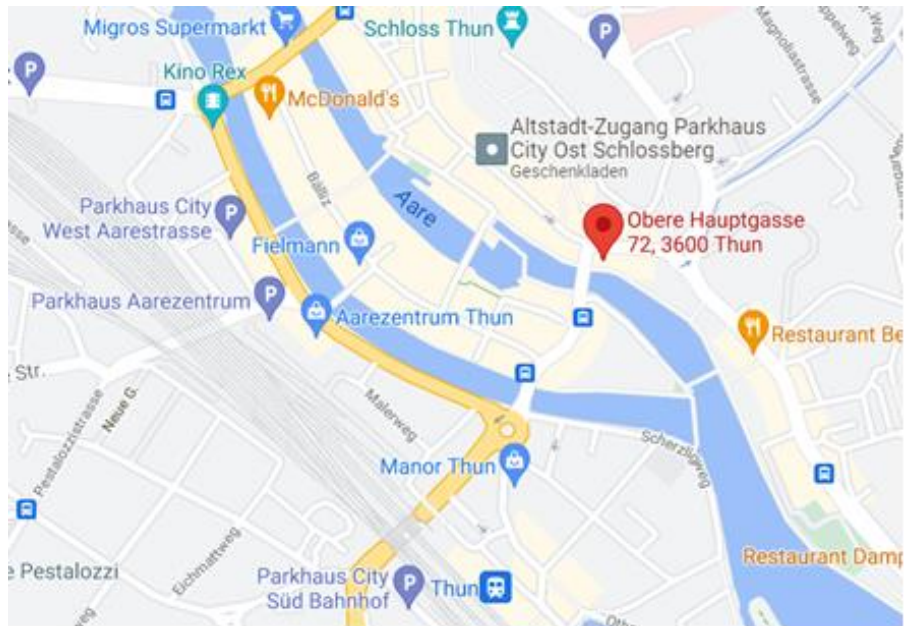 Migros Supermarkt
Schloss Thun
P
P
Kino Rex
McDonald's
Magnoliastrasse
Altstadt-Zugang Parkhaus
City Ost Schlossberg
Geschenkladen
Bälliz
Aare
Parkhaus City
West Aarestrasse
P
Fielmann
Obere Hauptgasse
72, 3600 Thun
Parkhaus Aarezentrum
P
Aarezentrum Thun
Restaurant Be
Str.
Neue G.
Pestalozzistrasse
Malerweg
Manor Thun
Scherzligweg
e Pestalozzi
Eichmattweg
Parkhaus City
Süd Bahnhof
P
Thun
Restaurant Damp